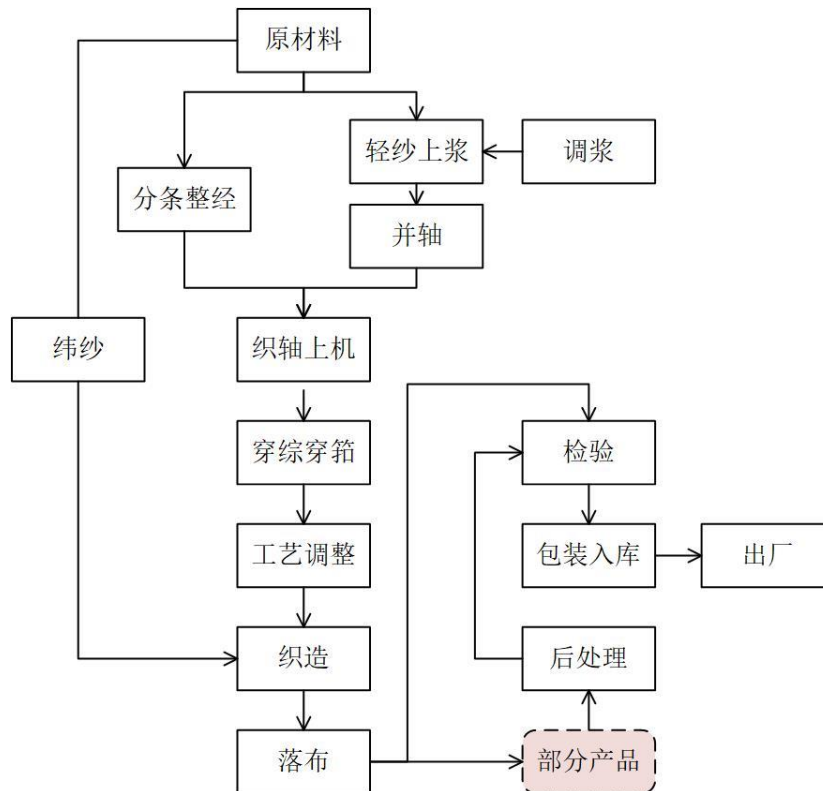 原材料
轻纱上浆
调浆
分条整经
并轴
纬纱
织轴上机
穿综穿筘
检验
工艺调整
包装入库
出厂
织造
后处理
落布
部分产品